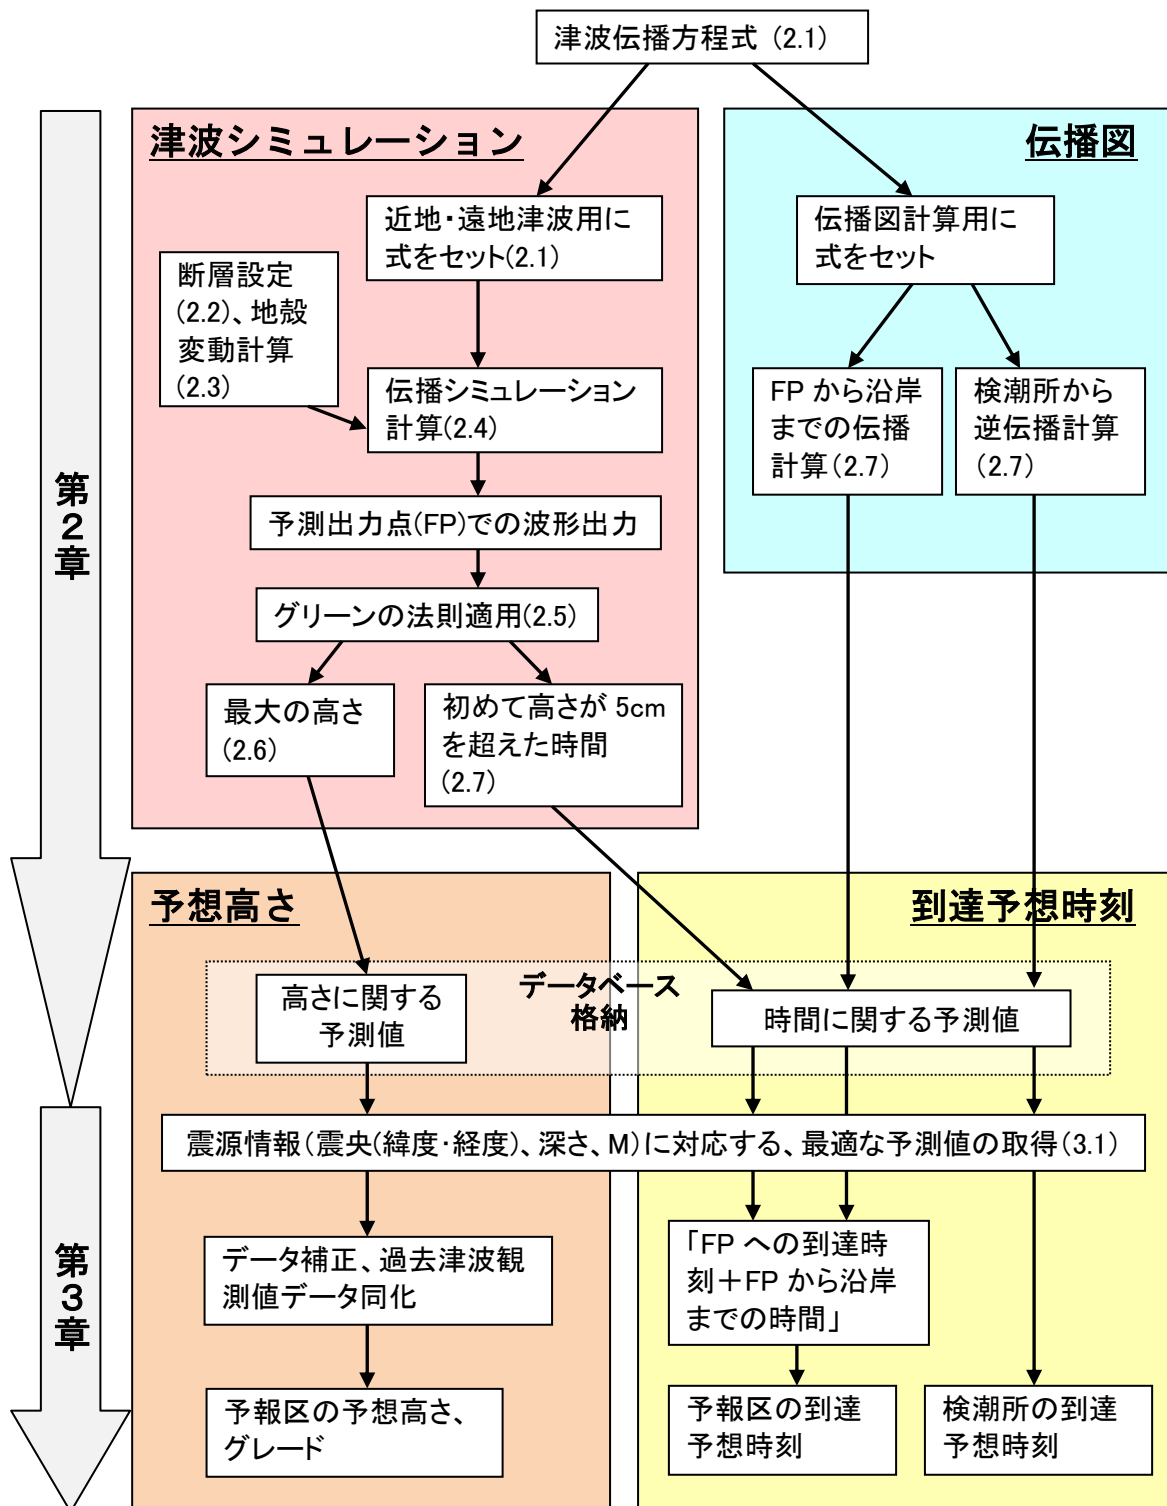 津波伝播方程式 (2.1)
津波シミュレーション
近地・遠地津波用に
式をセット(2.1)
断層設定
(2.2)、地殻
変動計算
(2.3)
伝播シミュレーション
計算(2.4)
予測出力点(FP)での波形出力
グリーンの法則適用(2.5)
最大の高さ
(2.6)
初めて高さが 5cm
を超えた時間
(2.7)
伝播図
伝播図計算用に
式をセット
FP から沿岸
までの伝播
計算(2.7)
検潮所から
逆伝播計算
(2.7)
第2章
予想高さ
到達予想時刻
データベース
格納
高さに関する
予測値
時間に関する予測値
震源情報(震央(緯度・経度)、深さ、M)に対応する、最適な予測値の取得(3.1)
第3章
データ補正、過去津波観
測値データ同化
予報区の予想高さ、
グレード
「FP への到達時
刻+FP から沿岸
までの時間」
予報区の到達
予想時刻
検潮所の到達
予想時刻